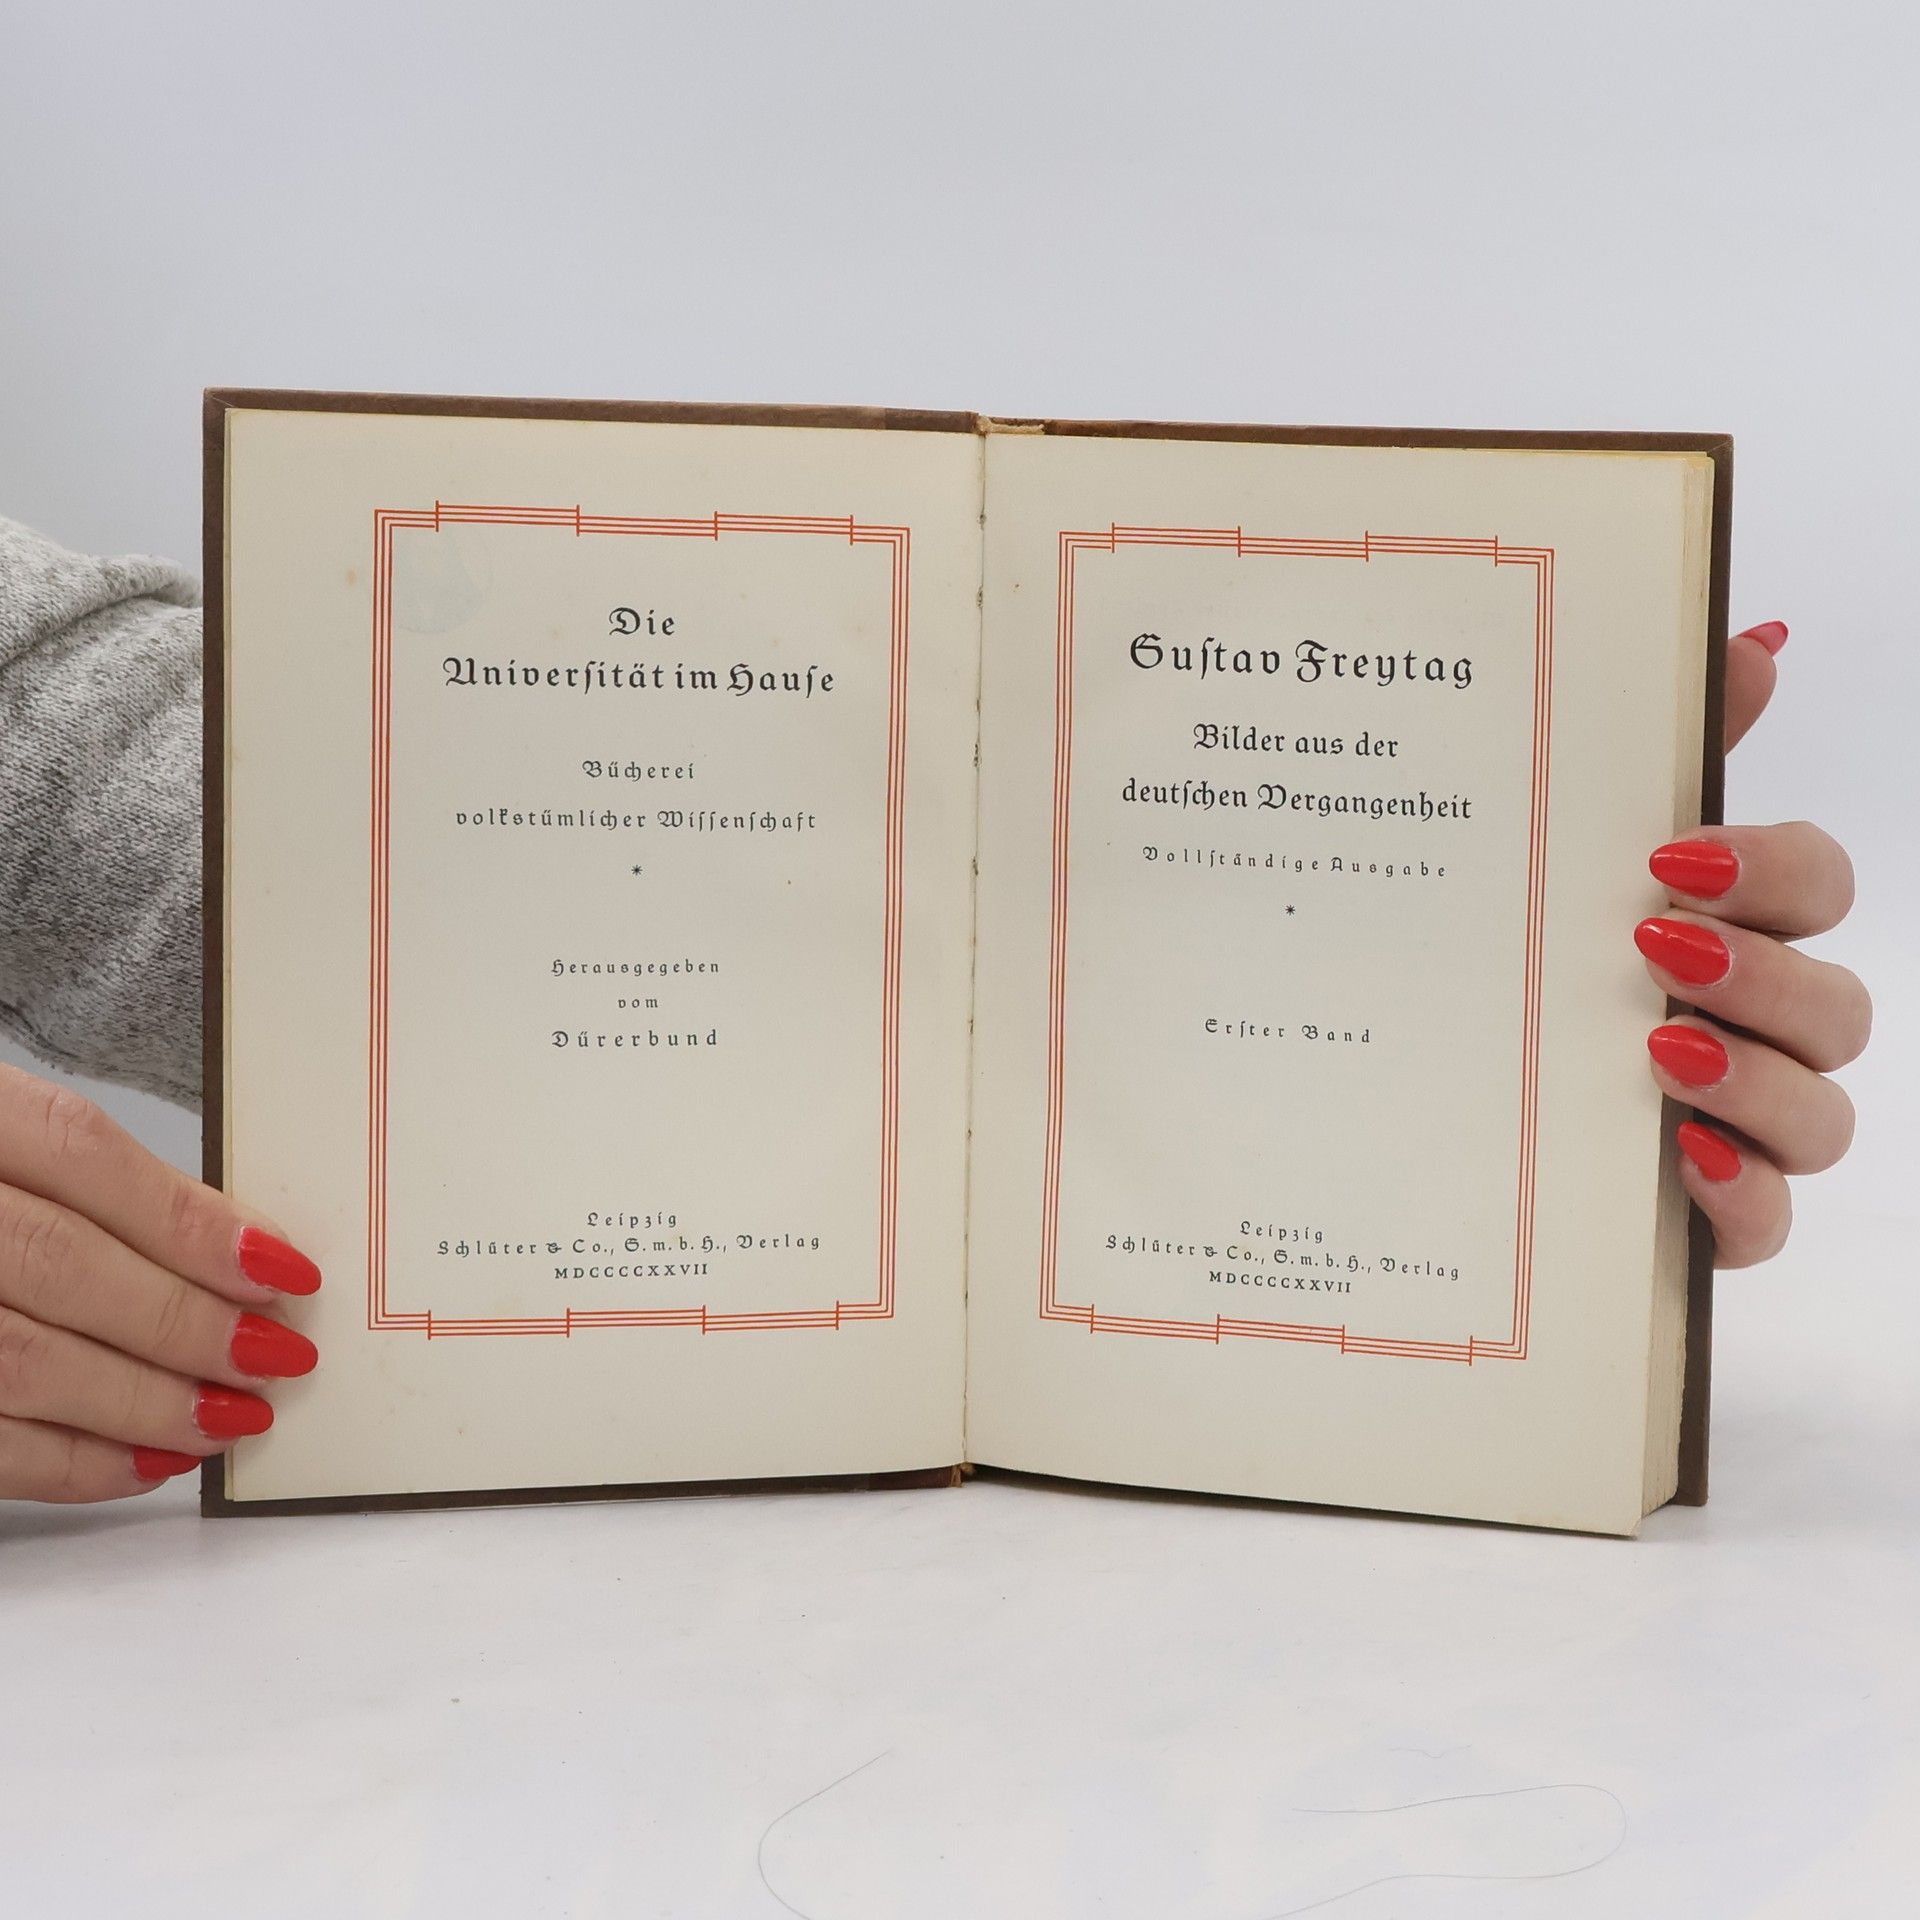 Die
Univerſität im Hauſe
Bücherei
volkstümlicher Wiſſenſchaft
*
Herausgegeben
vom
Dürerbund
Leipzig
Schlüter & Co., G. m. b. H., Verlag
MDCCCCXXVII
Guſtav Freytag
Bilder aus der
deutſchen Vergangenheit
Vollſtändige Ausgabe
*
Erſter Band
Leipzig
Schlüter & Co., G. m. b. H., Verlag
MDCCCCXXVII